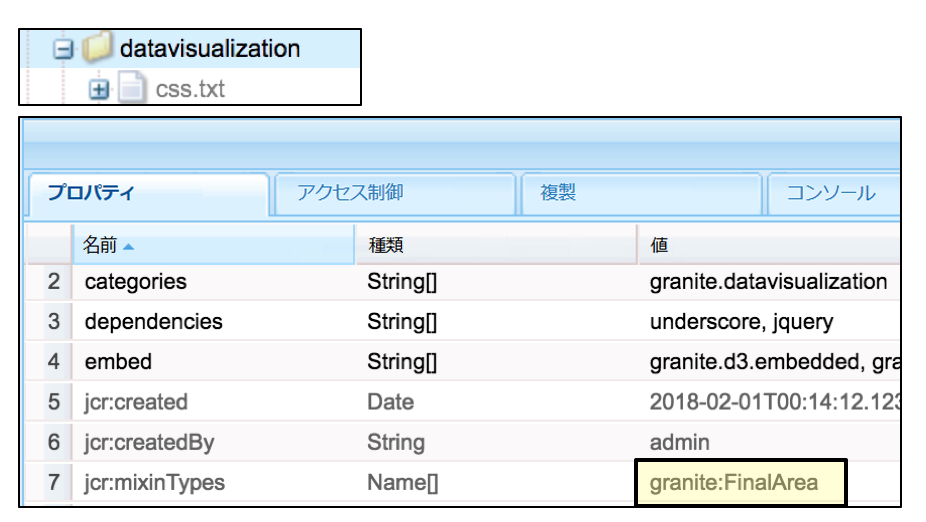 datavisualization
css.txt
プロパティ アクセス制御 複製 コンソール
名前 種類 値
2 categories String[] granite.datavisualization
3 dependencies String[] underscore, jquery
4 embed String[] granite.d3.embedded, gra
5 jcr:created Date 2018-02-01T00:14:12.123
6 jcr:createdBy String admin
7 jcr:mixinTypes Name[] granite:FinalArea